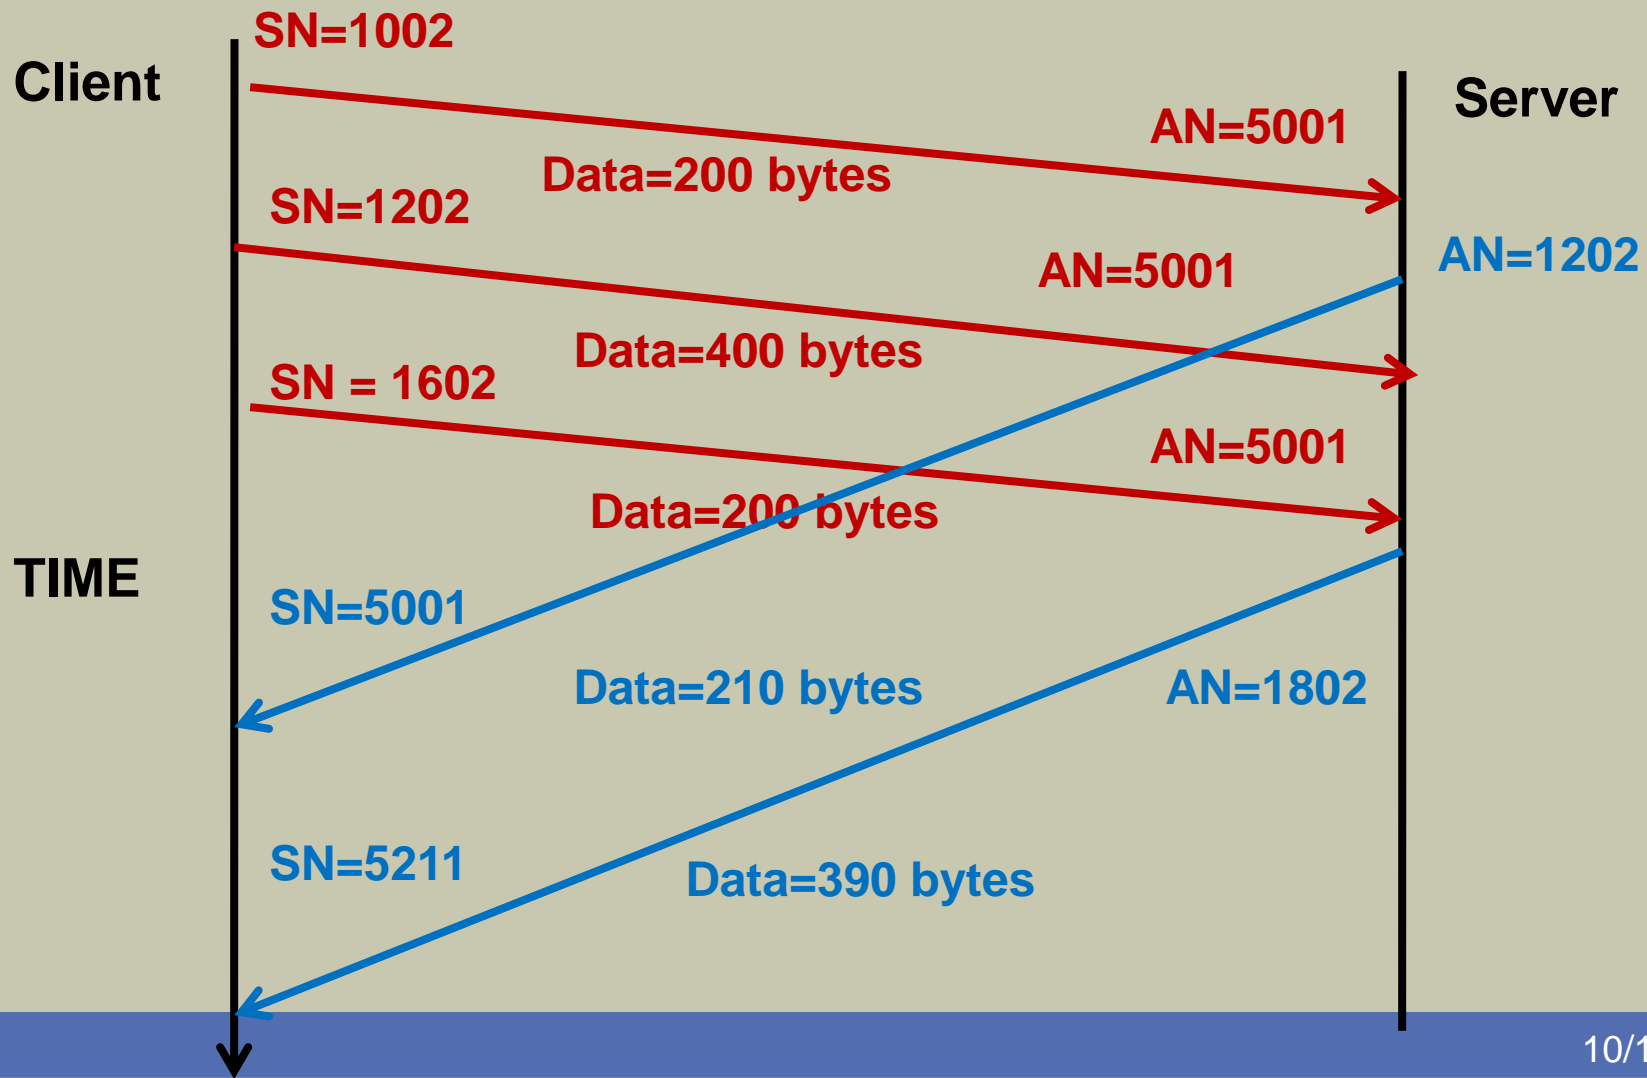 SN=1002
Client
Server
AN=5001
Data=200 bytes
SN=1202
AN=1202
AN=5001
Data=400 bytes
SN = 1602
AN=5001
Data=200 bytes
TIME
SN=5001
Data=210 bytes
AN=1802
SN=5211
Data=390 bytes
10/1